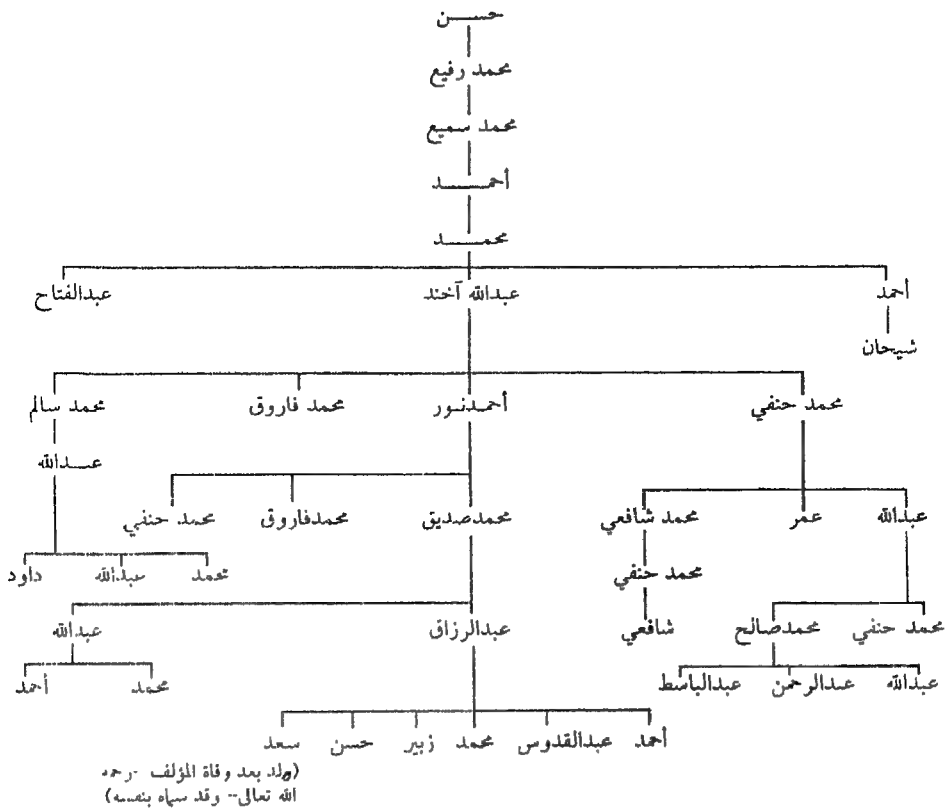 حســــن
محمد رفيع
محمد سميع
أحمــــد
محمــــد
أحمد عبدالله آخند عبدالفتاح
شيحان
محمد حنفي أحمدنور محمد فاروق محمد سالم
عبدالله
عبدالله عمر محمد شافعي محمدصديق محمدفاروق محمد حنفي
محمد حنفي محمد عبدالله داود
محمد حنفي محمدصالح شافعي عبدالرزاق عبدالله
عبدالله عبدالرحمن عبدالباسط محمد أحمد
أحمد عبدالقدوس محمد زبير حسن سعد
(ولد بعد وفاة المؤلف -رحمه
الله تعالى-- وقد سماه بنفسه)